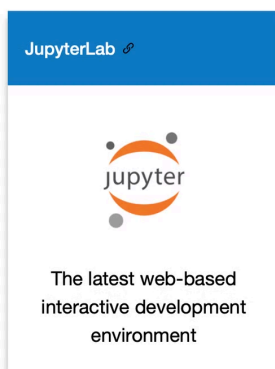 JupyterLab
jupyter
The latest web-based
interactive development
environment